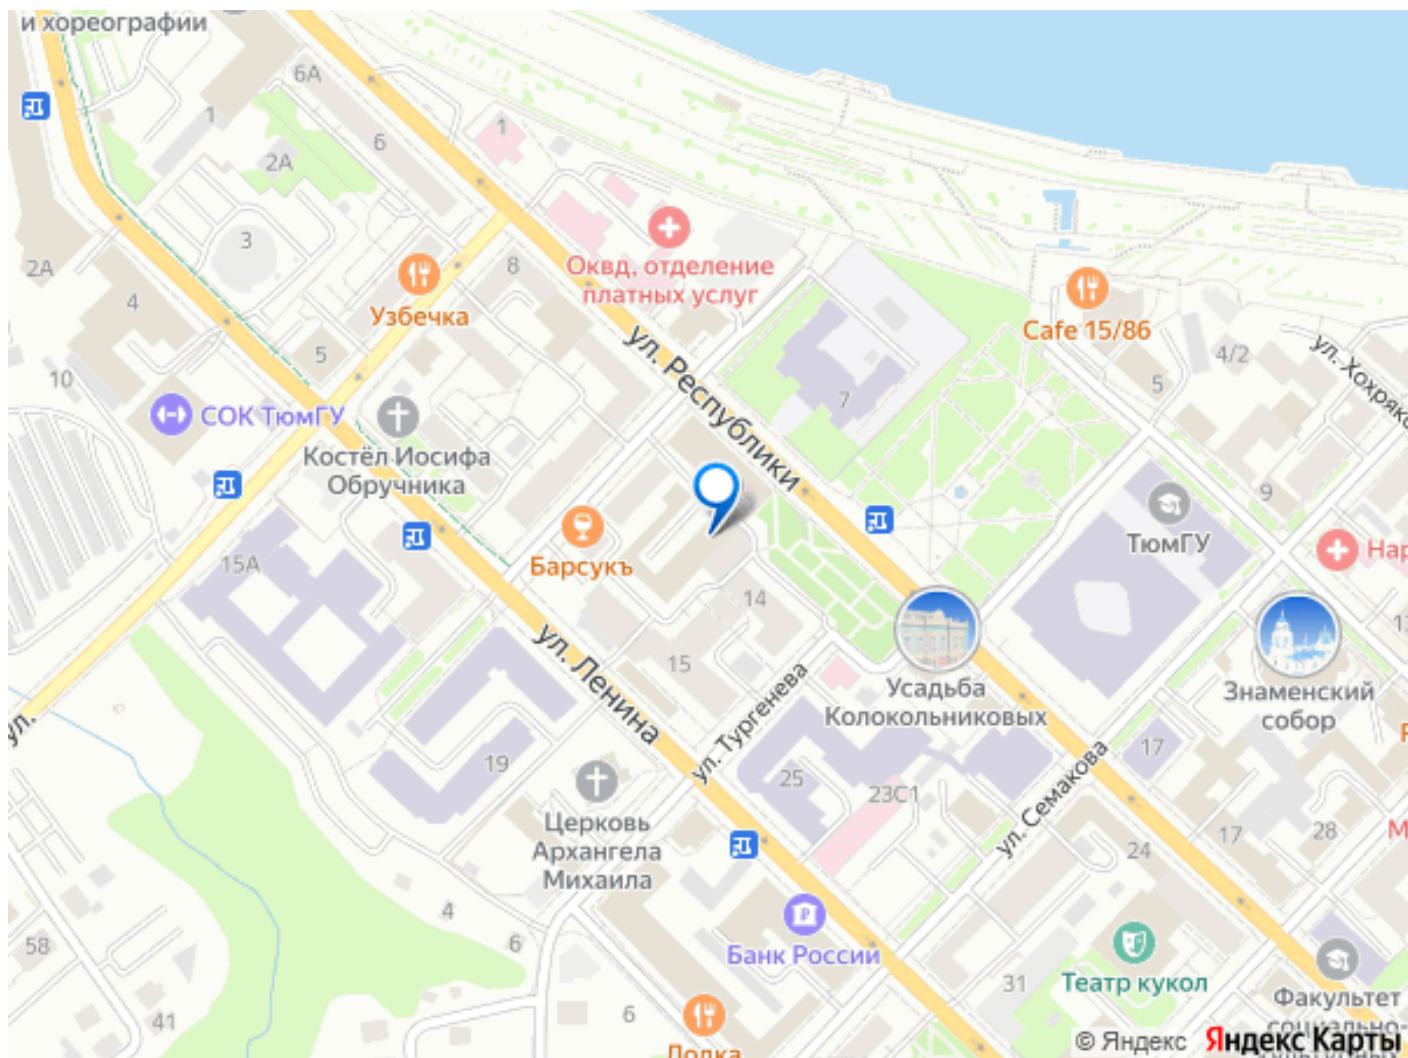 и хореографии
6А
1
6
1
2А
3
2А
4
8
Оквд, отделение
платных услуг
Узбечка
5
10
Cafe 15/86
4/2
5
ул. Республики
7
СОК ТюмГУ
Костёл Иосифа
Обручника
9
ТюмГУ
Нар
Барсукъ
15А
14
15
ул. Ленина
ул. Тургенева
Усадьба
Колокольниковых
Знаменский
собор
17
ул.
19
25
23С1
ул. Семакова
17
28
24
Церковь
Архангела
Михаила
4
6
58
Банк России
31
Театр кукол
Факультет
41
6
Лодка
© Яндекс Яндекс Карты